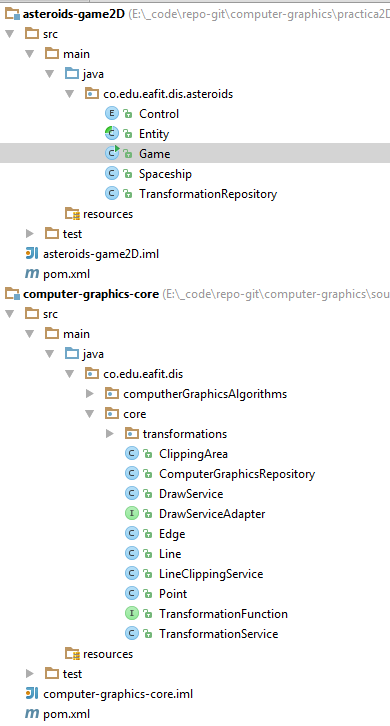 asteroids-game2D (E:\_code\repo-git\computer-graphics\practica2D
src
main
java
co.edu.eafit.dis.asteroids
E Control
C Entity
C Game
C Spaceship
C TransformationRepository
resources
test
asteroids-game2D.iml
m pom.xml
computer-graphics-core (E:\_code\repo-git\computer-graphics\sou
src
main
java
co.edu.eafit.dis
computherGraphicsAlgorithms
core
transformations
C ClippingArea
C ComputerGraphicsRepository
C DrawService
I DrawServiceAdapter
C Edge
C Line
C LineClippingService
C Point
I TransformationFunction
C TransformationService
resources
test
computer-graphics-core.iml
m pom.xml